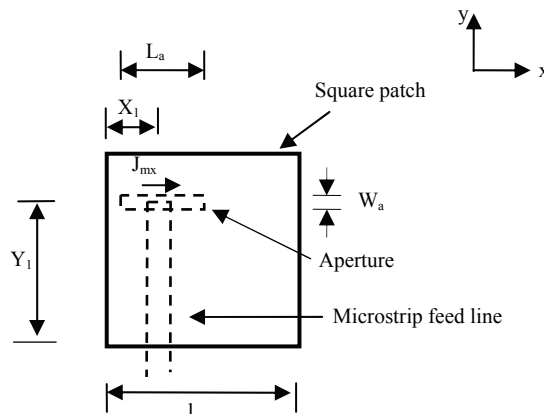 y
Lₐ
x
X₁
Square patch
Jₘₓ
Wₐ
Y₁
Aperture
Microstrip feed line